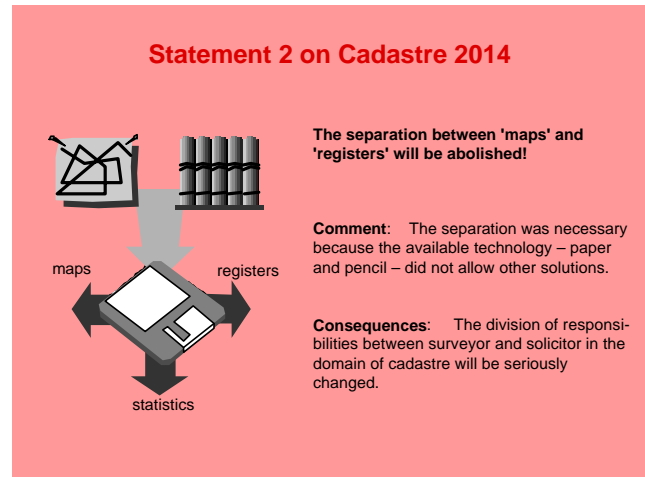 Statement 2 on Cadastre 2014
The separation between 'maps' and
'registers' will be abolished!
Comment: The separation was necessary
because the available technology – paper
and pencil – did not allow other solutions.
Consequences: The division of responsi-
bilities between surveyor and solicitor in the
domain of cadastre will be seriously
changed.
maps
registers
statistics